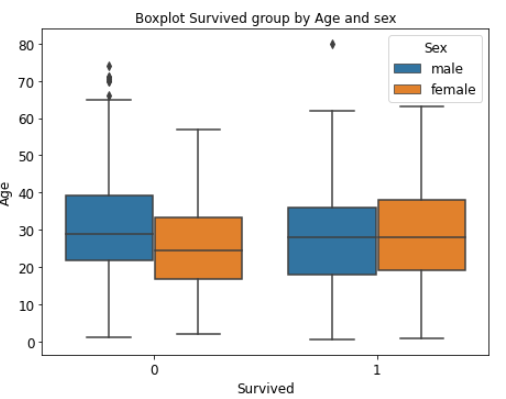 Boxplot Survived group by Age and sex
80
70
60
50
40
30
20
10
0
Age
Sex
male
female
0
1
Survived